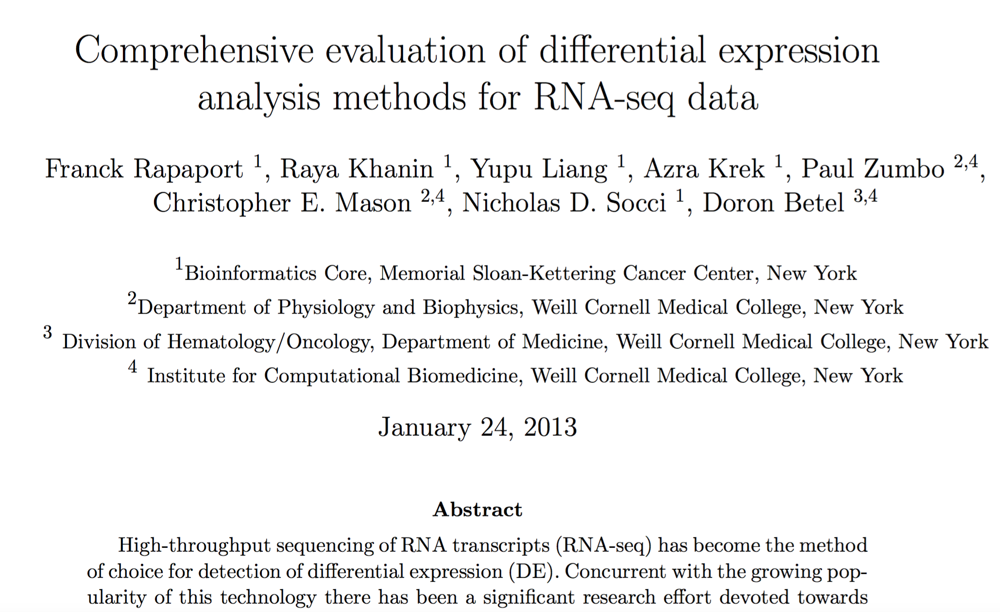 Comprehensive evaluation of differential expression
analysis methods for RNA-seq data
Franck Rapaport 1, Raya Khanin 1, Yupu Liang 1, Azra Krek 1, Paul Zumbo 2,4,
Christopher E. Mason 2,4, Nicholas D. Socci 1, Doron Betel 3,4
1Bioinformatics Core, Memorial Sloan-Kettering Cancer Center, New York
2Department of Physiology and Biophysics, Weill Cornell Medical College, New York
3 Division of Hematology/Oncology, Department of Medicine, Weill Cornell Medical College, New York
4 Institute for Computational Biomedicine, Weill Cornell Medical College, New York
January 24, 2013
Abstract
High-throughput sequencing of RNA transcripts (RNA-seq) has become the method
of choice for detection of differential expression (DE). Concurrent with the growing pop-
ularity of this technology there has been a significant research effort devoted towards